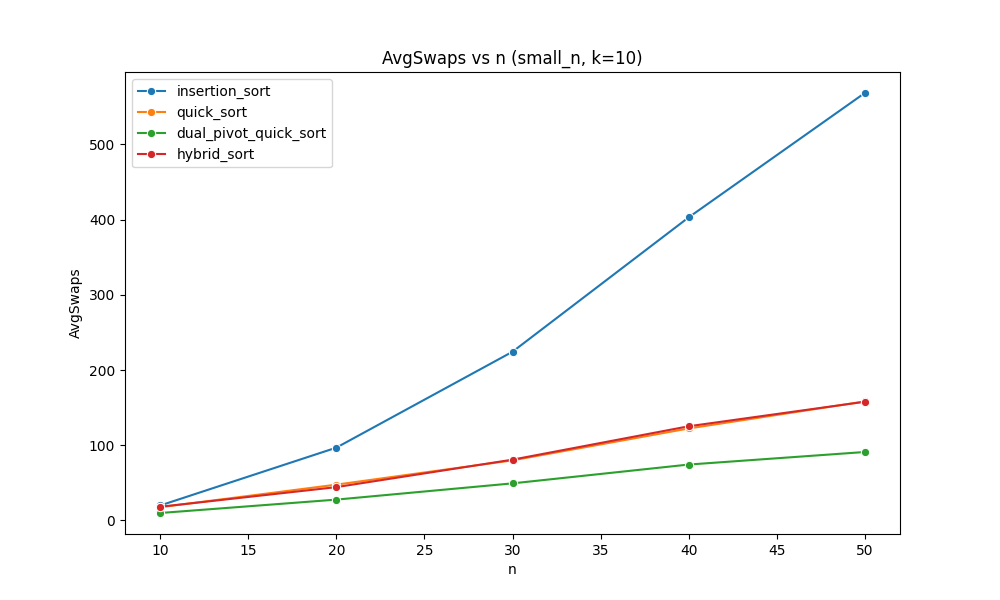 AvgSwaps vs n (small_n, k=10)
insertion_sort
quick_sort
dual_pivot_quick_sort
hybrid_sort
AvgSwaps
500
400
300
200
100
0
10 15 20 25 30 35 40 45 50
n